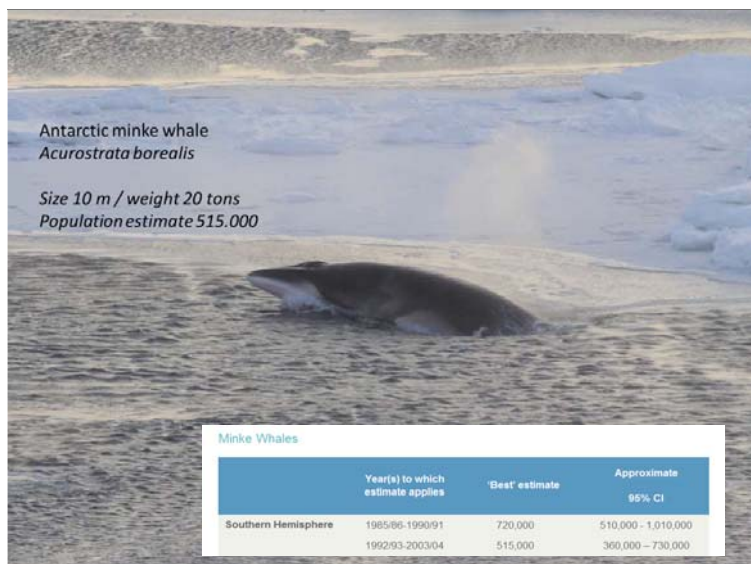 Antarctic minke whale
Acurostrata borealis
Size 10 m / weight 20 tons
Population estimate 515.000
Minke Whales
Year(s) to which estimate applies 'Best' estimate Approximate 95% CI
Southern Hemisphere 1985/86-1990/91 720,000 510,000 - 1,010,000
1992/93-2003/04 515,000 360,000 – 730,000